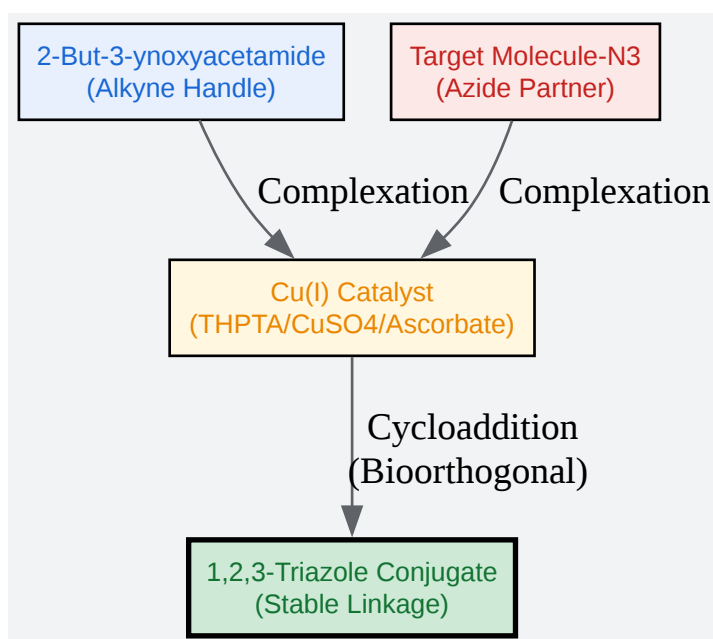 2-But-3-ynoxyacetamide
(Alkyne Handle)
Target Molecule-N3
(Azide Partner)
Complexation
Complexation
Cu(I) Catalyst
(THPTA/CuSO4/Ascorbate)
Cycloaddition
(Bioorthogonal)
1,2,3-Triazole Conjugate
(Stable Linkage)